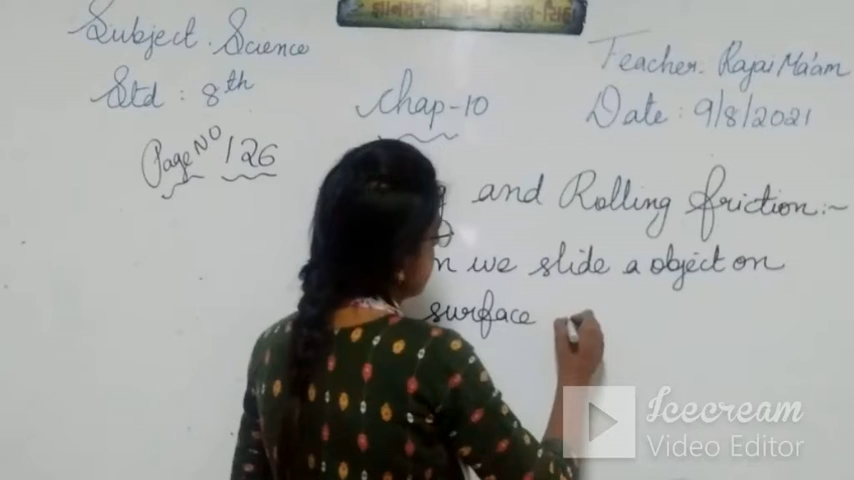 Subject. Science
Std : 8th
Chap-10
Teacher. Rajai Ma'am
Date : 9/8/2021
Page No 126
and Rolling friction:~
we slide a object on
surface
Icecream
Video Editor